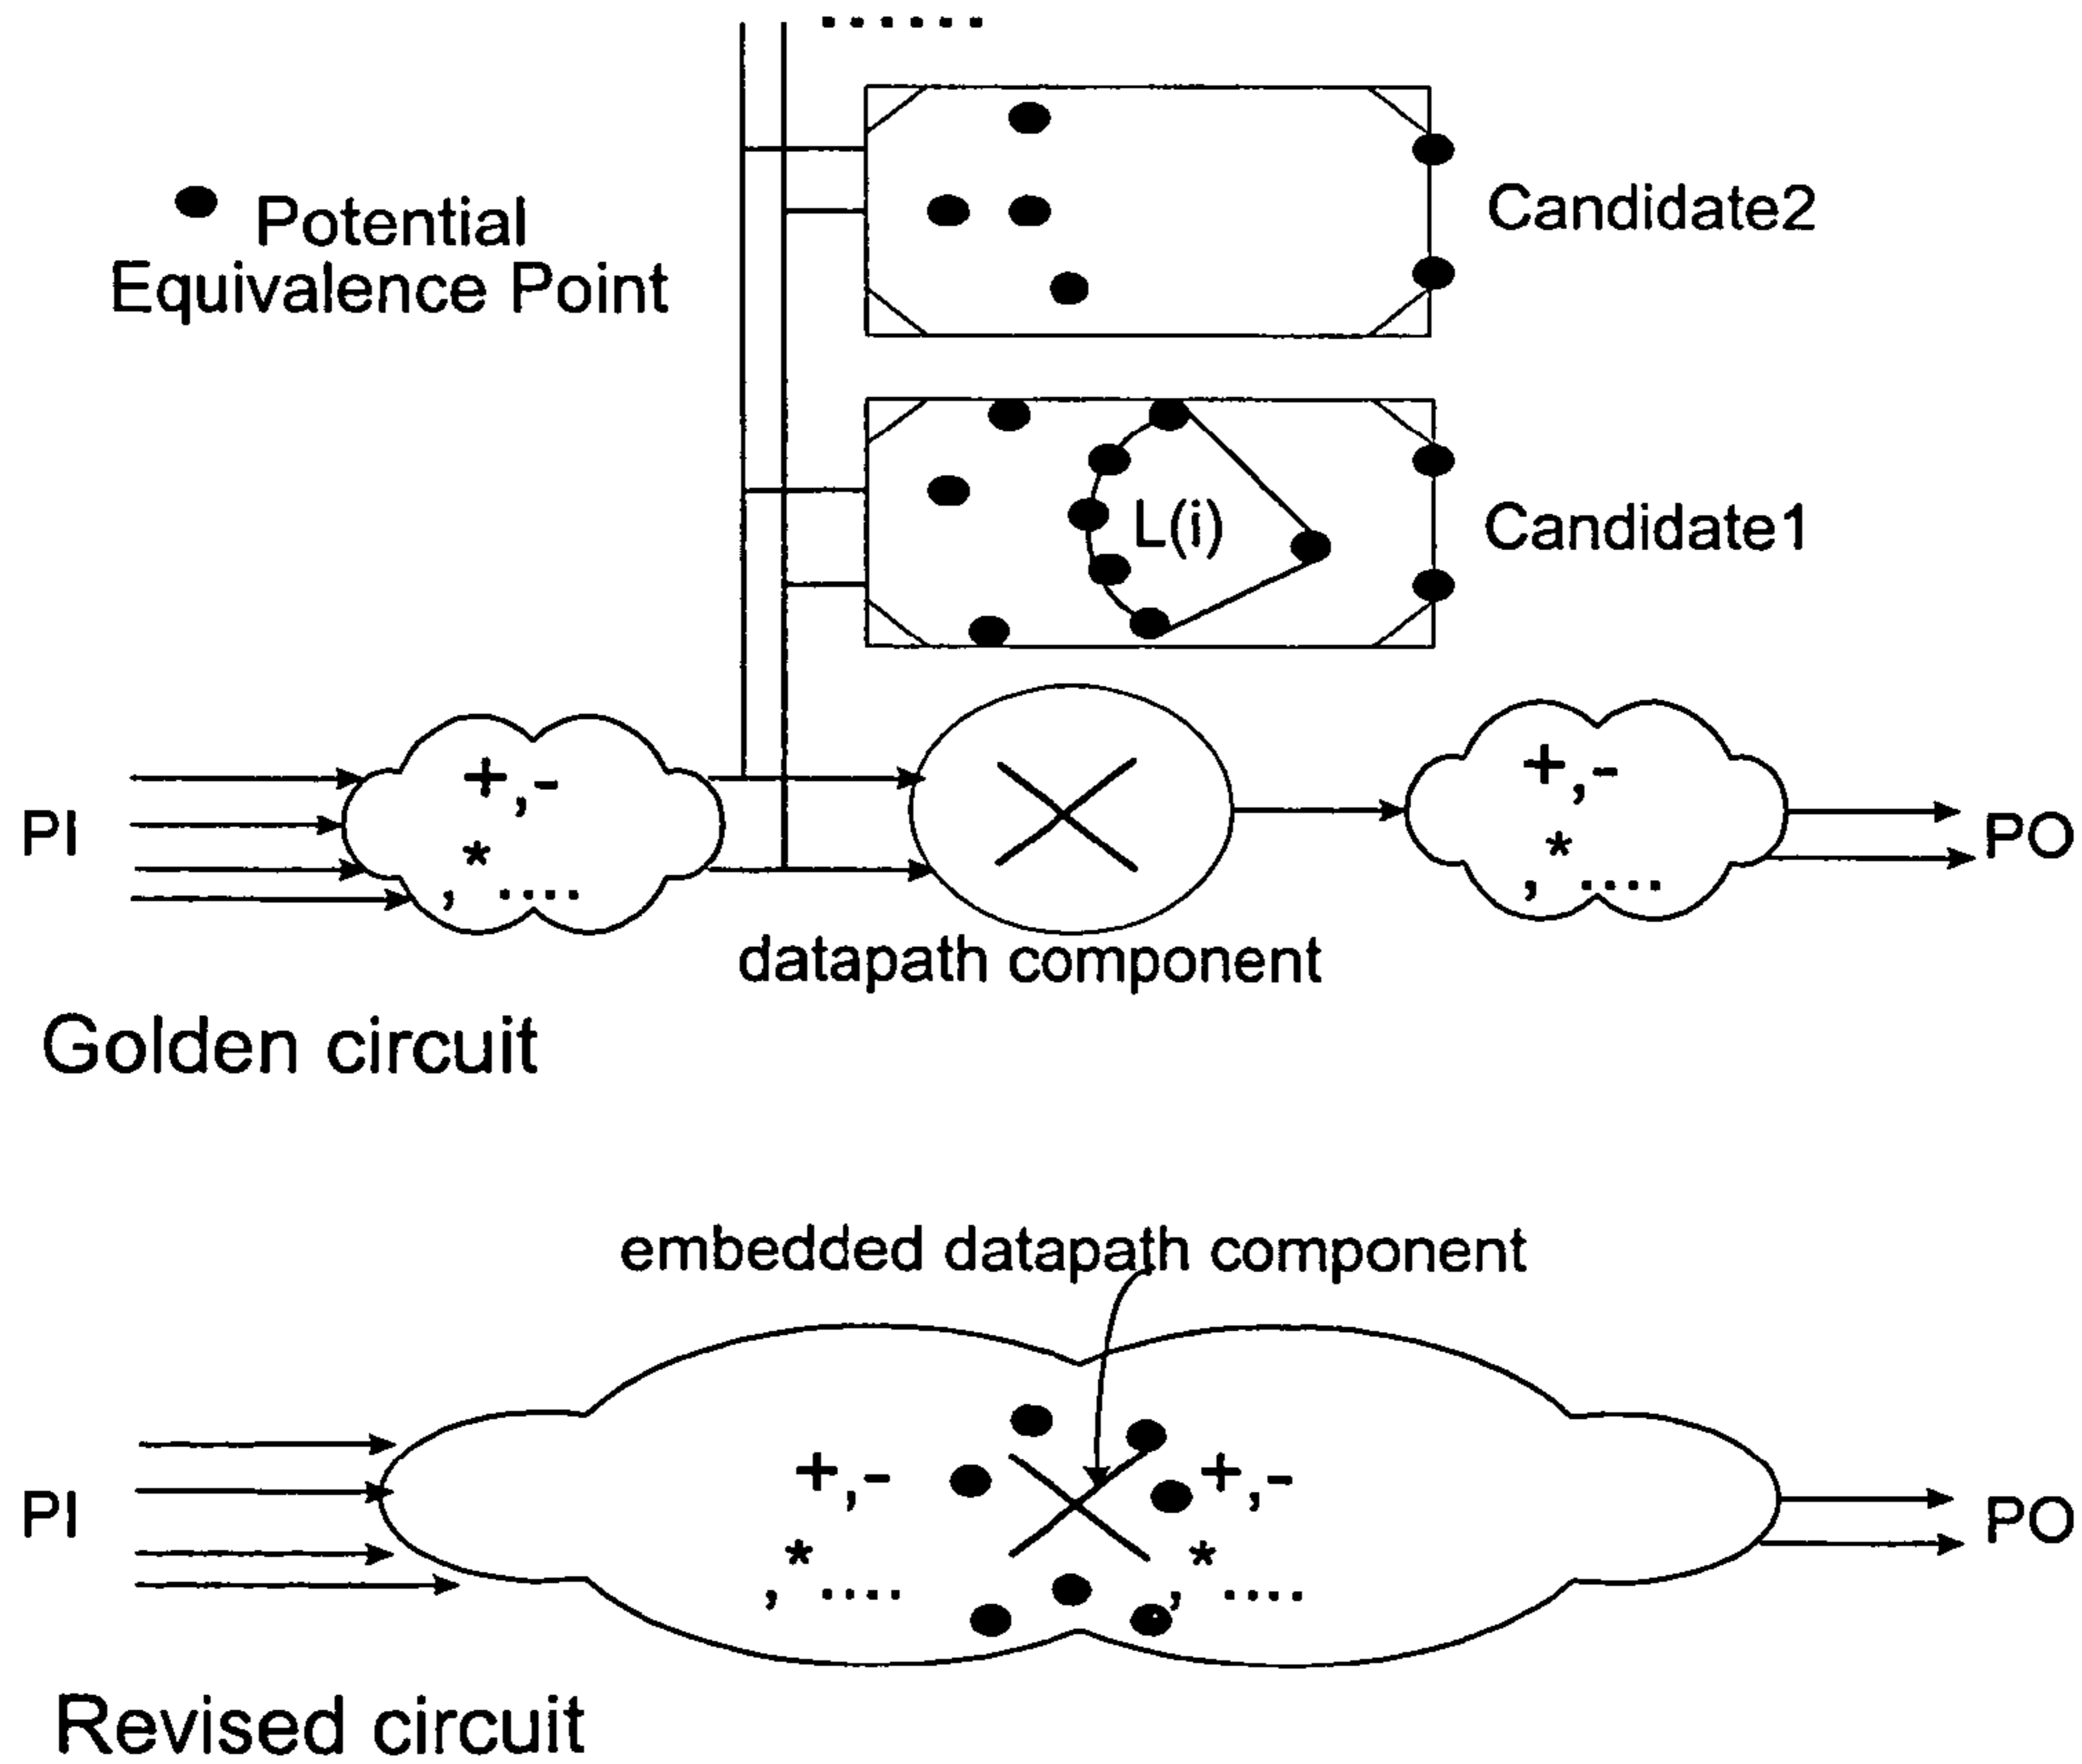 ......
Potential
Equivalence Point
Candidate2
L(i)
Candidate1
PI
+,-
*
, ....
+,-
*
, ....
PO
datapath component
Golden circuit
embedded datapath component
PI
+,-
*
, ....
+,-
*
, ....
PO
Revised circuit